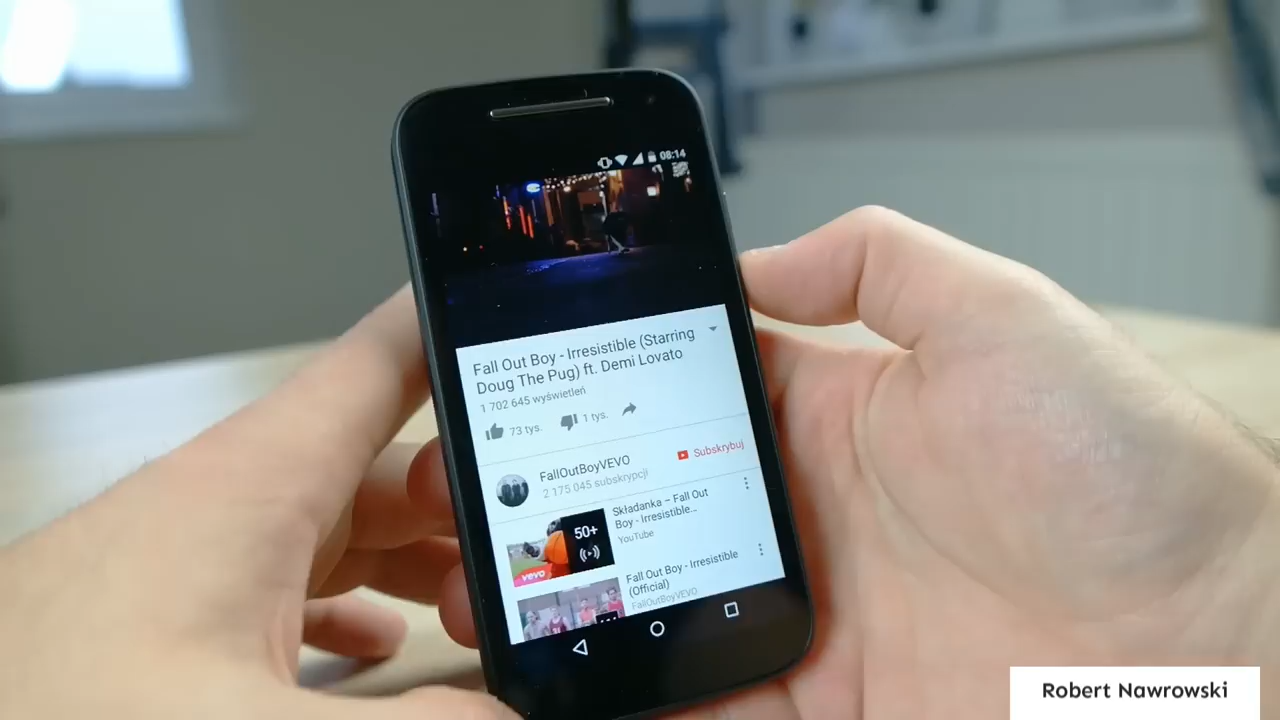 08:14
Fall Out Boy - Irresistible (Starring
Doug The Pug) ft. Demi Lovato
1 702 645 wyświetleń
73 tys.
1 tys.
FallOutBoyVEVO
2 175 045 subskrypcji
Subskrybuj
50+
vevo
Składanka – Fall Out
Boy - Irresistible...
YouTube
Fall Out Boy - Irresistible
(Official)
FallOutBoyVEVO
Robert Nawrowski